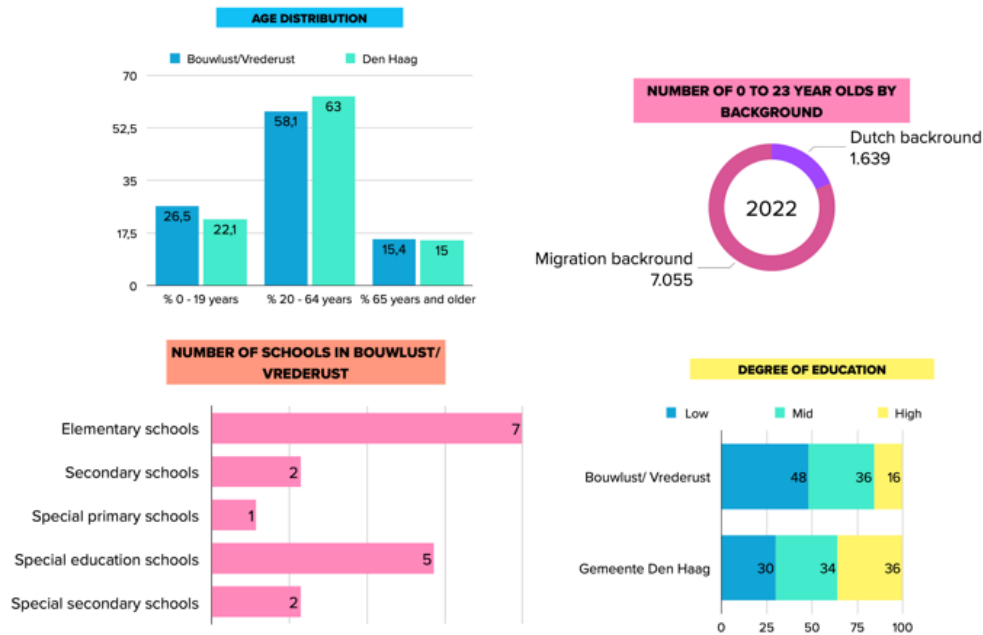 AGE DISTRIBUTION
Bouwlust/Vrederust
Den Haag
70
52,5
35
17,5
0
26,5
22,1
58,1
63
15,4
15
% 0 - 19 years
% 20 - 64 years
% 65 years and older
NUMBER OF 0 TO 23 YEAR OLDS BY
BACKGROUND
Dutch backround
1.639
2022
Migration backround
7.055
NUMBER OF SCHOOLS IN BOUWLUST/
VREDERUST
Elementary schools
7
Secondary schools
2
Special primary schools
1
Special education schools
5
Special secondary schools
2
DEGREE OF EDUCATION
Low
Mid
High
Bouwlust/ Vrederust
48
36
16
Gemeente Den Haag
30
34
36
0
25
50
75
100